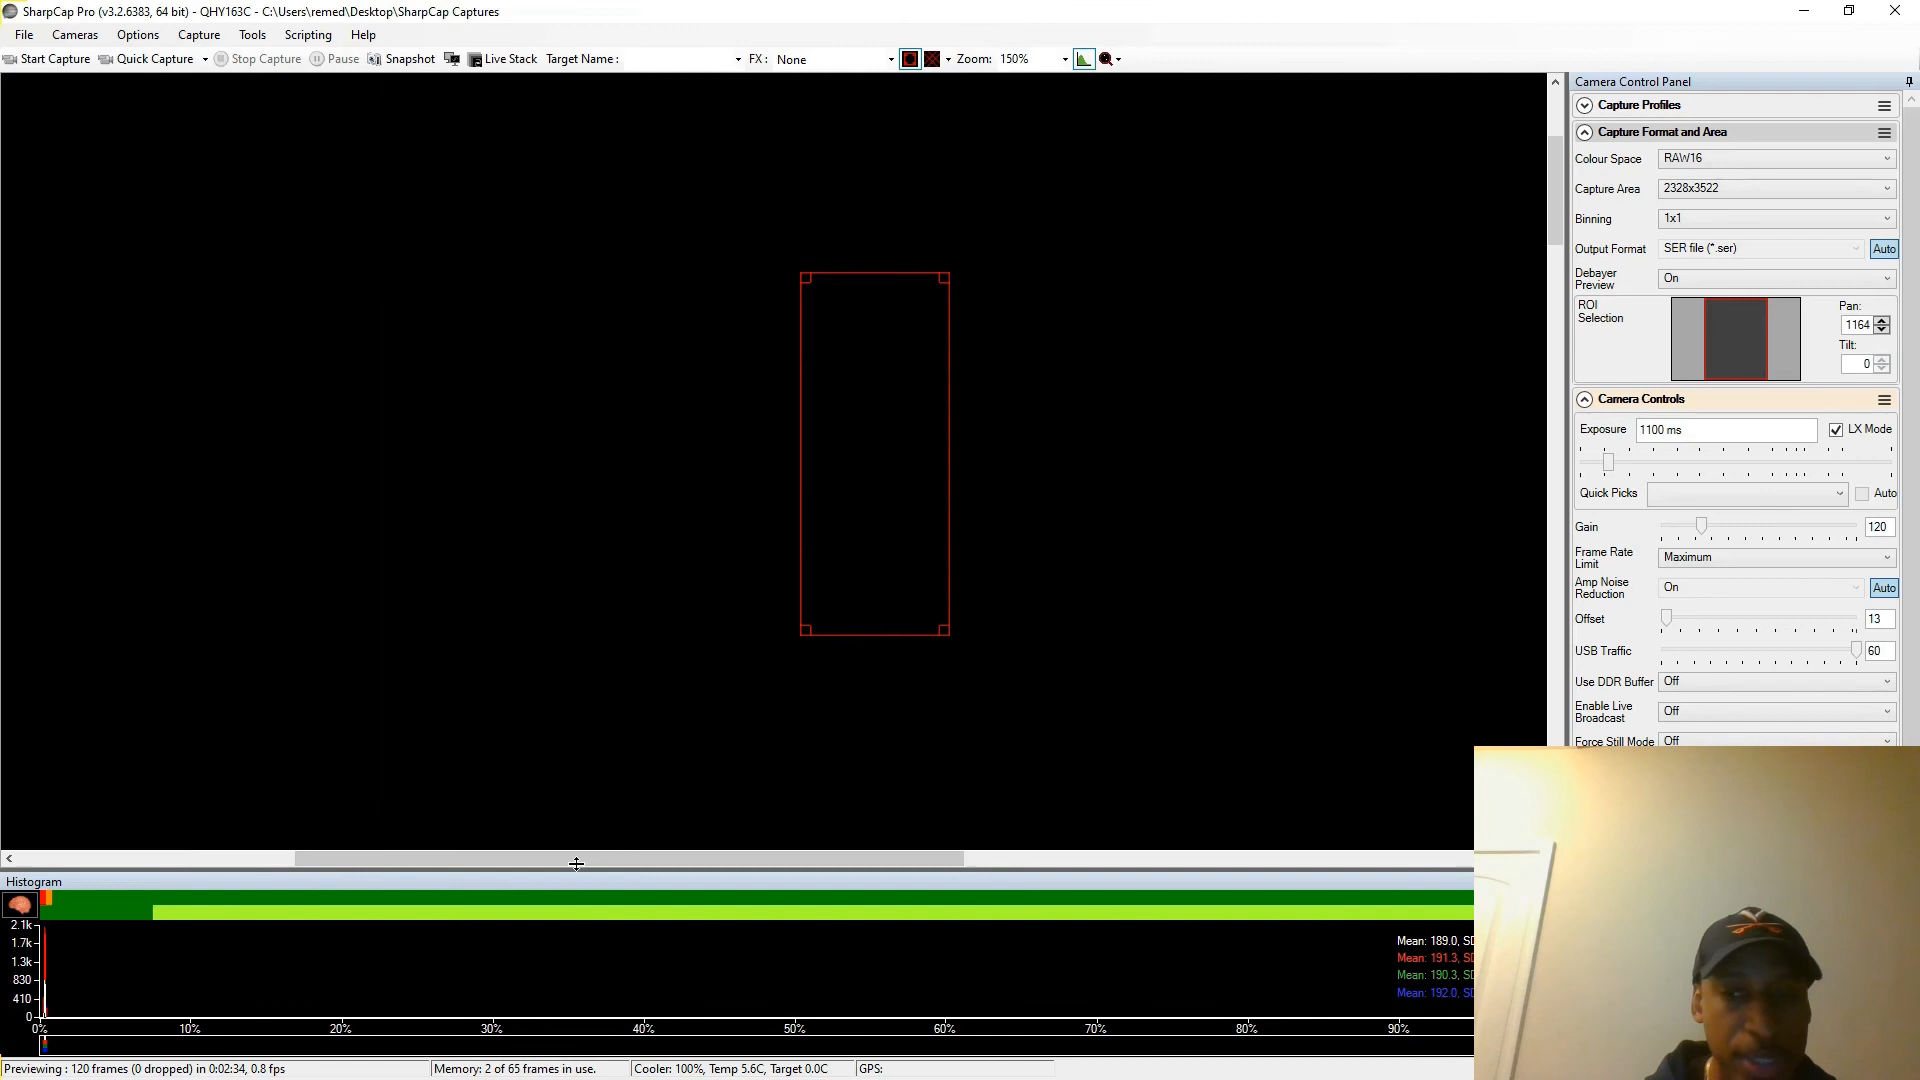 SharpCap Pro (v3.2.6383, 64 bit) - QHY163C - C:\Users\remed\Desktop\SharpCap Captures
File Cameras Options Capture Tools Scripting Help
Start Capture Quick Capture Stop Capture Pause Snapshot Live Stack Target Name : FX : None Zoom: 150%
Camera Control Panel
Capture Profiles
Capture Format and Area
Colour Space RAW16
Capture Area 2328x3522
Binning 1x1
Output Format SER file (*.ser) Auto
Debayer Preview On
ROI Selection
Pan:
1164
Tilt:
0
Camera Controls
Exposure 1100 ms LX Mode
Quick Picks Auto
Gain 120
Frame Rate Limit Maximum
Amp Noise Reduction On Auto
Offset 13
USB Traffic 60
Use DDR Buffer Off
Enable Live Broadcast Off
Force Still Mode Off
Histogram
2.1k
1.7k
1.3k
830
410
0
Mean: 189.0, SD
Mean: 191.3, SD
Mean: 190.3, SD
Mean: 192.0, SD
0% 10% 20% 30% 40% 50% 60% 70% 80% 90%
Previewing : 120 frames (0 dropped) in 0:02:34, 0.8 fps Memory: 2 of 65 frames in use. Cooler: 100%, Temp 5.6C, Target 0.0C GPS: